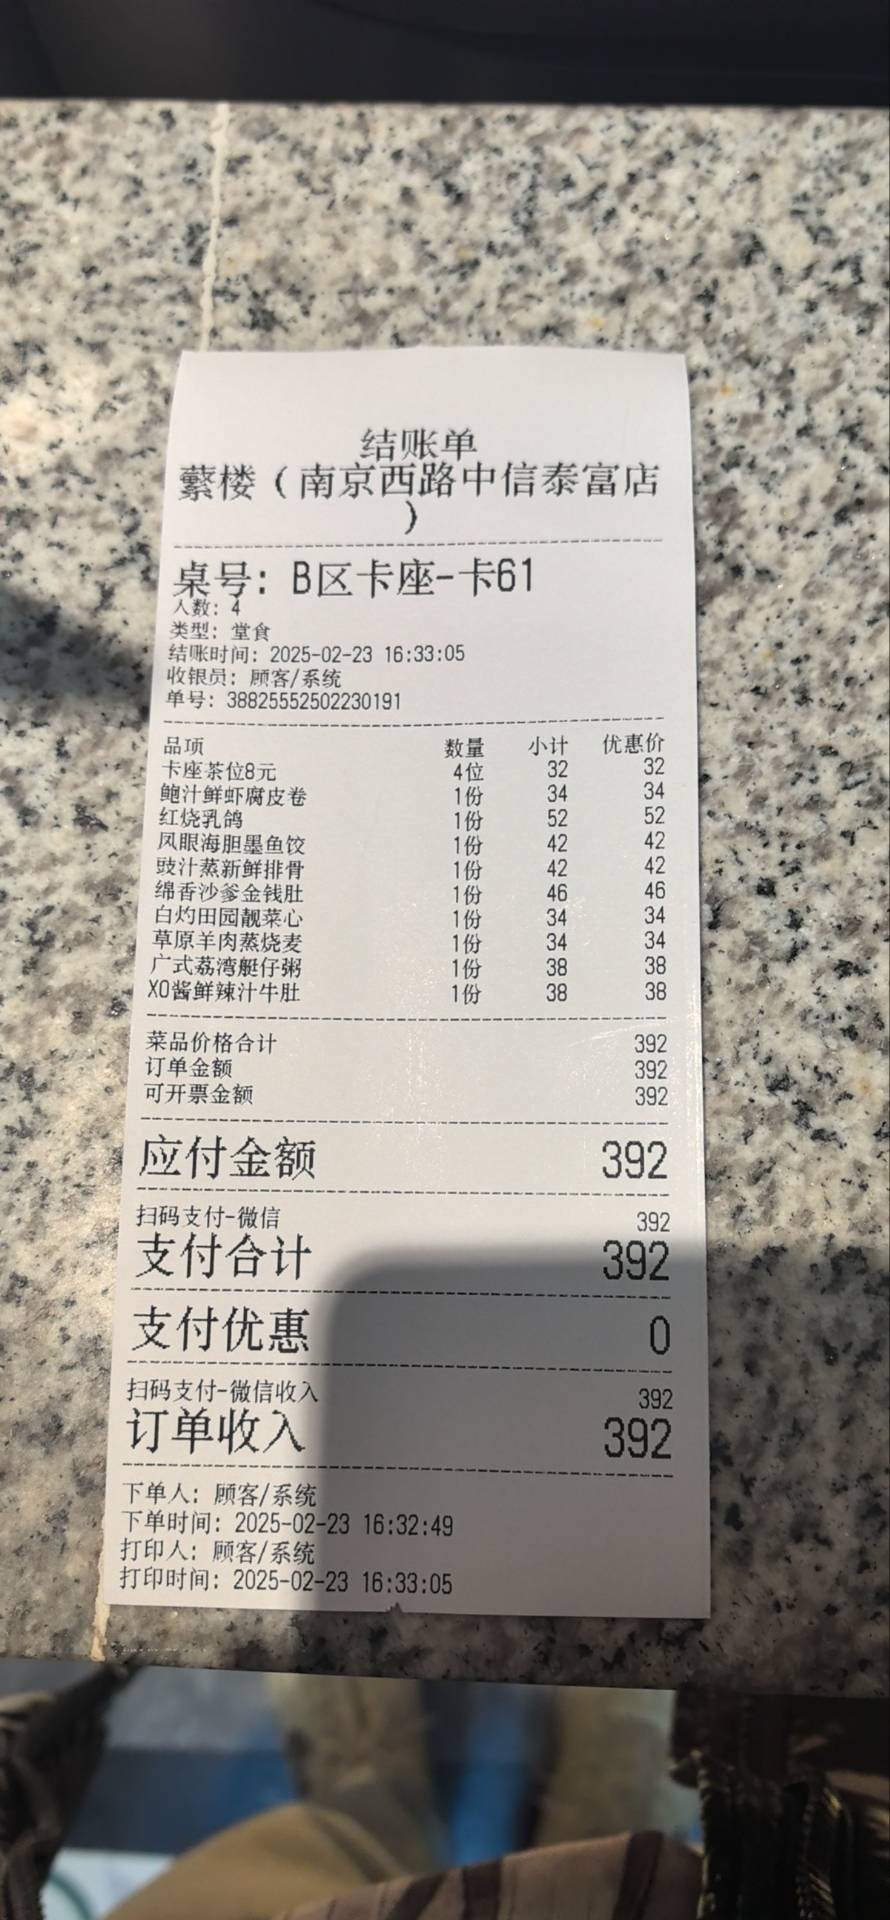 结账单
蘩楼（南京西路中信泰富店
）
桌号: B区卡座-卡61
人数: 4
类型: 堂食
结账时间: 2025-02-23 16:33:05
收银员: 顾客/系统
单号: 38825552502230191
品项 数量 小计 优惠价
卡座茶位8元 4位 32 32
鲍汁鲜虾腐皮卷 1份 34 34
红烧乳鸽 1份 52 52
凤眼海胆墨鱼饺 1份 42 42
豉汁蒸新鲜排骨 1份 42 42
绵香沙爹金钱肚 1份 46 46
白灼田园靓菜心 1份 34 34
草原羊肉蒸烧麦 1份 34 34
广式荔湾艇仔粥 1份 38 38
XO酱鲜辣汁牛肚 1份 38 38
菜品价格合计 392
订单金额 392
可开票金额 392
应付金额 392
扫码支付-微信 392
支付合计 392
支付优惠 0
扫码支付-微信收入 392
订单收入 392
下单人: 顾客/系统
下单时间: 2025-02-23 16:32:49
打印人: 顾客/系统
打印时间: 2025-02-23 16:33:05